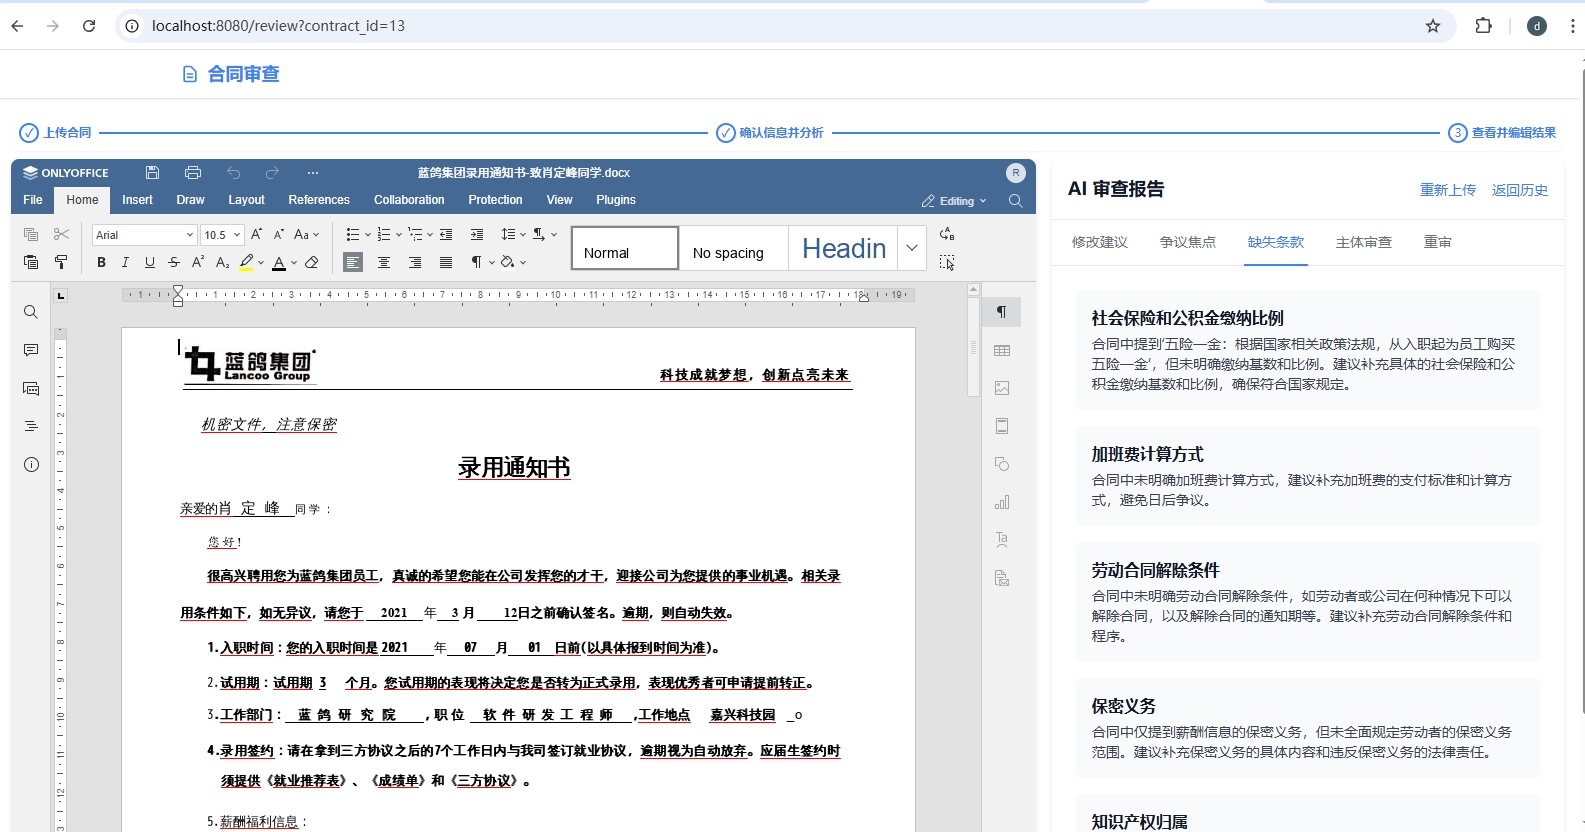 localhost:8080/review?contract_id=13
d
合同审查
上传合同
确认信息并分析
3 查看并编辑结果
ONLYOFFICE
蓝鸽集团录用通知书-致肖定峰同学.docx
R
File Home Insert Draw Layout References Collaboration Protection View Plugins
Editing
Arial
10.5
Normal
No spacing
Headin
蓝鸽集团
Lancoo Group
科技成就梦想，创新点亮未来
机密文件，注意保密
录用通知书
亲爱的肖 定 峰 同学：
您好！
很高兴聘用您为蓝鸽集团员工，真诚的希望您能在公司发挥您的才干，迎接公司为您提供的事业机遇。相关录
用条件如下，如无异议，请您于 2021 年 3 月 12日之前确认签名。逾期，则自动失效。
1.入职时间：您的入职时间是2021 年 07 月 01 日前(以具体报到时间为准)。
2.试用期：试用期 3 个月。您试用期的表现将决定您是否转为正式录用，表现优秀者可申请提前转正。
3.工作部门： 蓝 鸽 研 究 院 ，职 位 软 件 研 发 工 程 师 ,工作地点 嘉兴科技园 _o
4.录用签约：请在拿到三方协议之后的7个工作日内与我司签订就业协议，逾期视为自动放弃。应届生签约时
须提供《就业推荐表》、《成绩单》和《三方协议》。
5.薪酬福利信息：
AI 审查报告
重新上传 返回历史
修改建议 争议焦点 缺失条款 主体审查 重审
社会保险和公积金缴纳比例
合同中提到‘五险一金：根据国家相关政策法规，从入职起为员工购买
五险一金’，但未明确缴纳基数和比例。建议补充具体的社会保险和公
积金缴纳基数和比例，确保符合国家规定。
加班费计算方式
合同中未明确加班费计算方式，建议补充加班费的支付标准和计算方
式，避免日后争议。
劳动合同解除条件
合同中未明确劳动合同解除条件，如劳动者或公司在何种情况下可以
解除合同，以及解除合同的通知期等。建议补充劳动合同解除条件和
程序。
保密义务
合同中仅提到薪酬信息的保密义务，但未全面规定劳动者的保密义务
范围。建议补充保密义务的具体内容和违反保密义务的法律责任。
知识产权归属